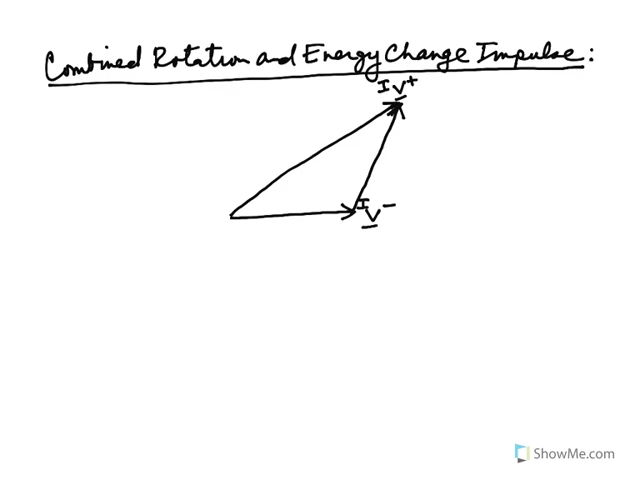 Combined Rotation and Energy Change Impulse:
I V+
I V-
ShowMe.com